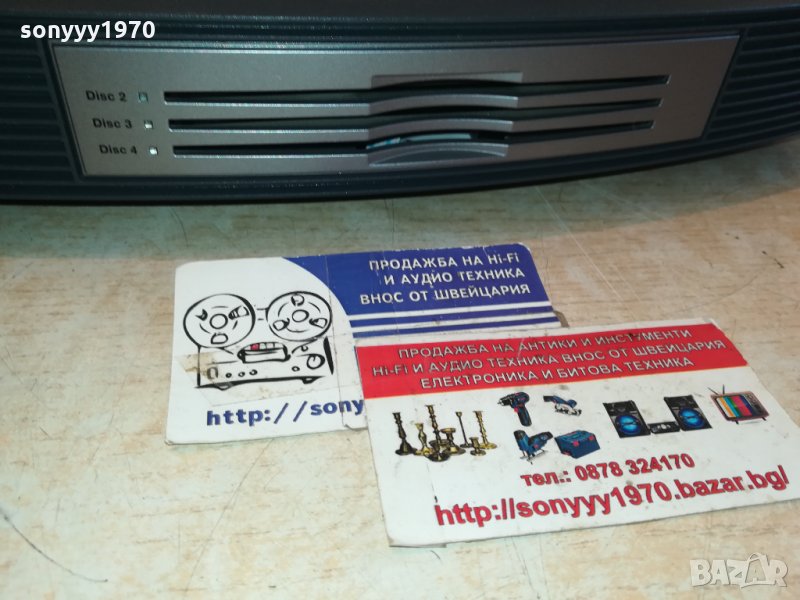 sonyyy1970
Disc 2
Disc 3
Disc 4
ПРОДАЖБА НА Hi-Fi
И АУДИО ТЕХНИКА
ВНОС ОТ ШВЕЙЦАРИЯ
http://sony
ПРОДАЖБА НА АНТИКИ И ИНСТУМЕНТИ
Hi-Fi И АУДИО ТЕХНИКА ВНОС ОТ ШВЕЙЦАРИЯ
ЕЛЕКТРОНИКА И БИТОВА ТЕХНИКА
тел.: 0878 324170
http://sonyyy1970.bazar.bg/
BAZAR